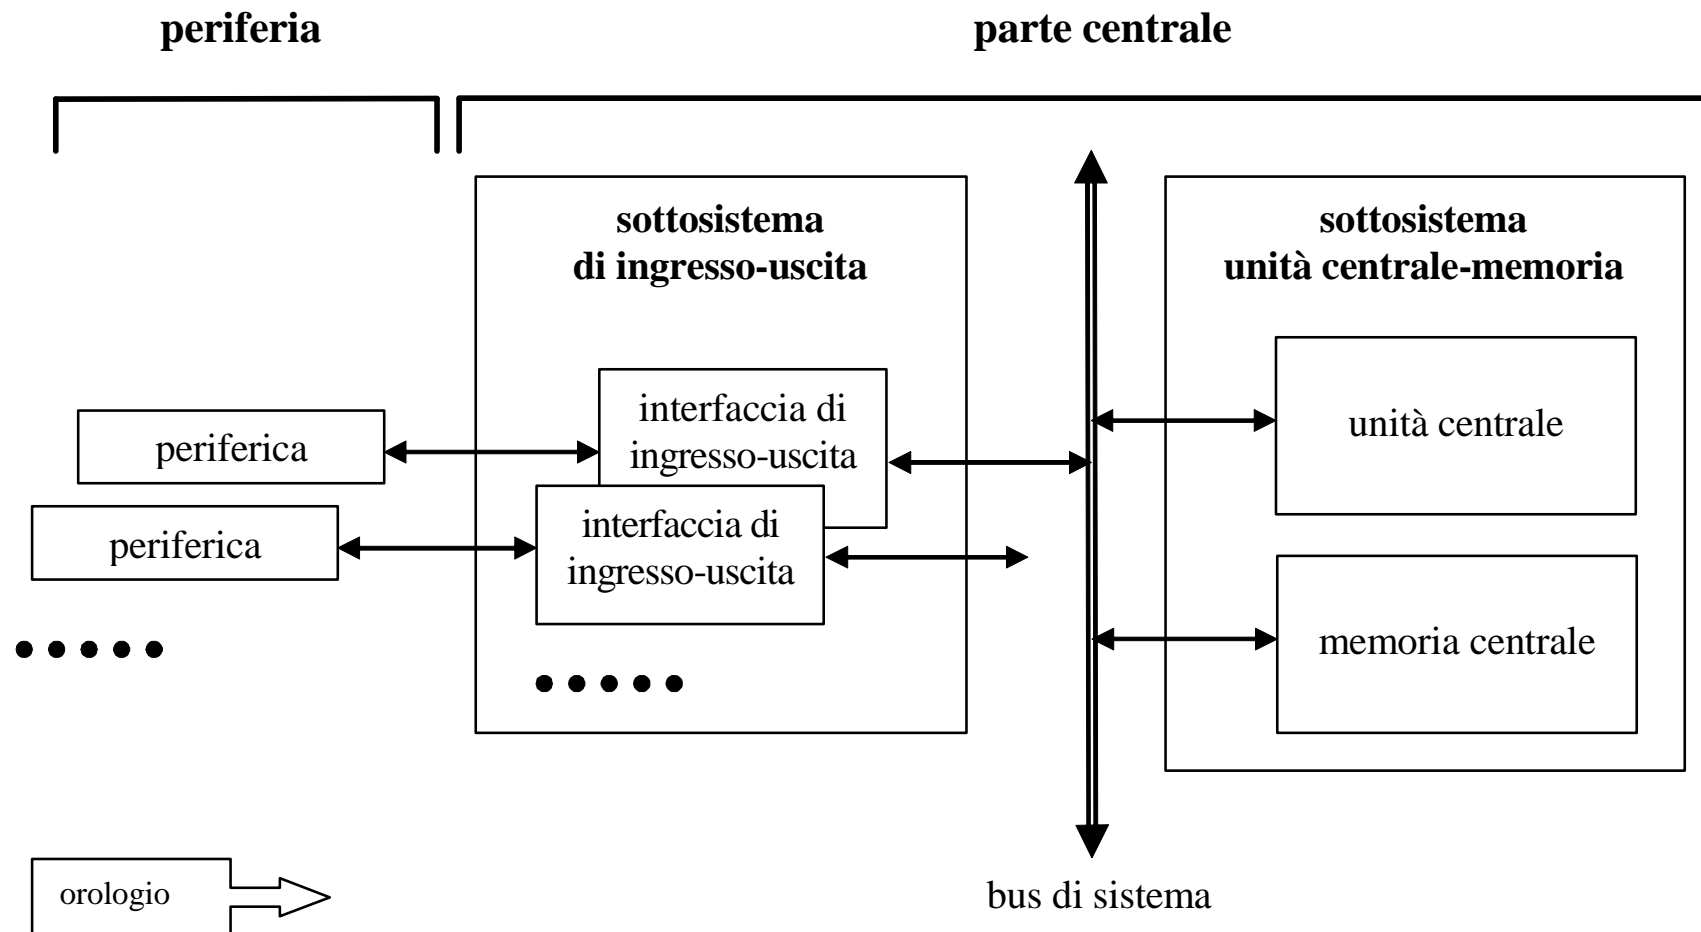 periferia
parte centrale
sottosistema
di ingresso-uscita
sottosistema
unità centrale-memoria
interfaccia di
ingresso-uscita
unità centrale
periferica
interfaccia di
ingresso-uscita
periferica
memoria centrale
orologio
bus di sistema